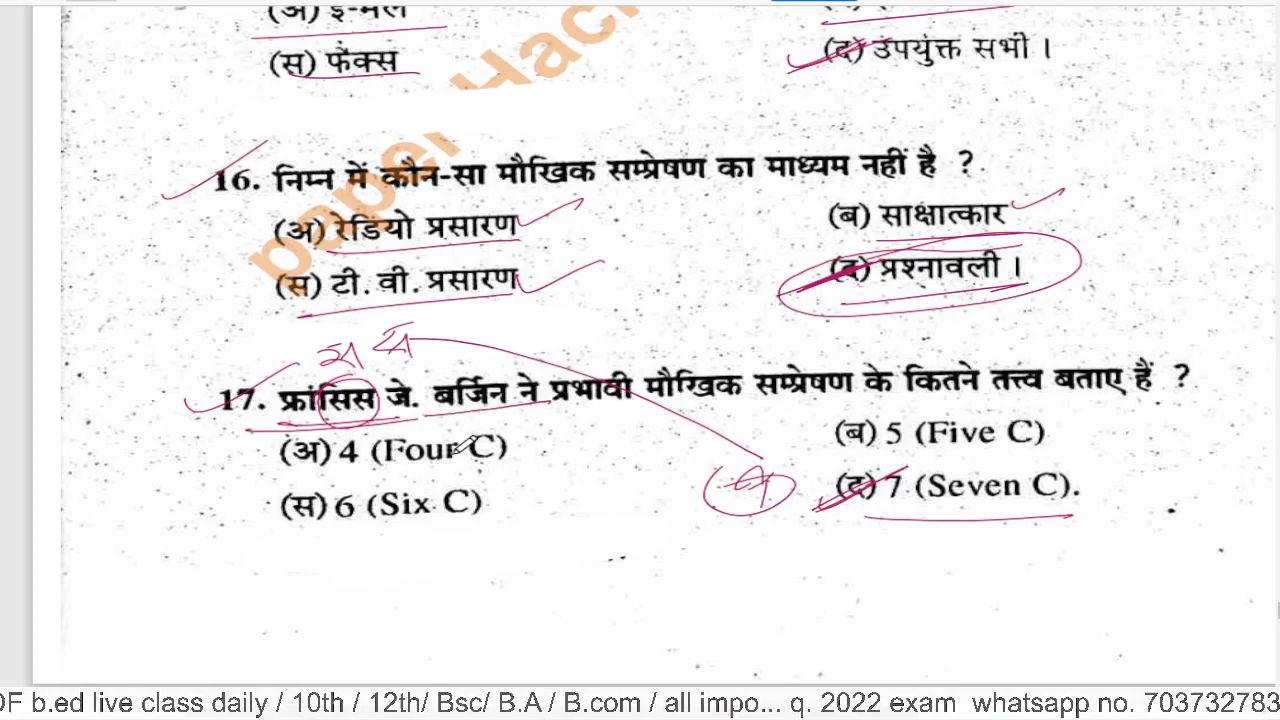 (अ) ई-मेल
(स) फैक्स
(द) उपर्युक्त सभी।
16. निम्न में कौन-सा मौखिक सम्प्रेषण का माध्यम नहीं है ?
(अ) रेडियो प्रसारण
(ब) साक्षात्कार
(स) टी. वी. प्रसारण
(द) प्रश्नावली।
17. फ्रांसिस जे. बर्जिन ने प्रभावी मौखिक सम्प्रेषण के कितने तत्त्व बताए हैं ?
(अ) 4 (Four C)
(ब) 5 (Five C)
(स) 6 (Six C)
(द) 7 (Seven C).
DF b.ed live class daily / 10th / 12th/ Bsc/ B.A / B.com / all impo... q. 2022 exam whatsapp no. 703732783